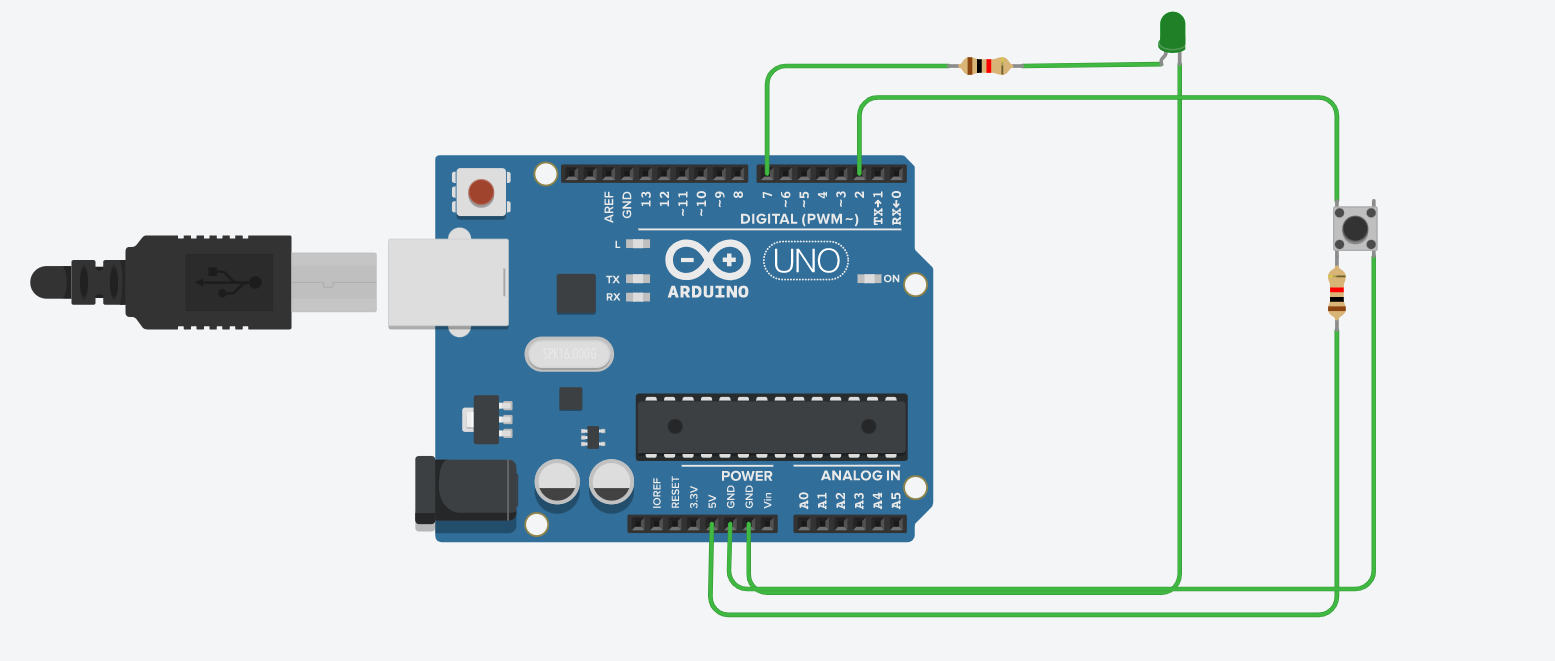 AREF
GND
13
12
~11
~10
~9
8
7
~6
~5
4
~3
2
TX→1
RX←0
DIGITAL (PWM~)
L
TX
RX
ARDUINO
UNO
ON
SPK16.000G
POWER
ANALOG IN
IOREF
RESET
3.3V
5V
GND
GND
Vin
A0
A1
A2
A3
A4
A5